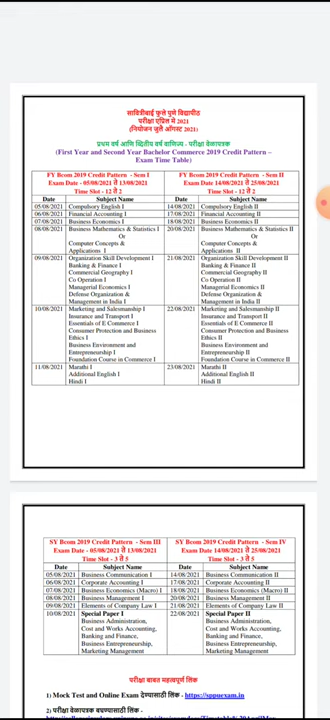 सावित्रीबाई फुले पुणे विद्यापीठ
परीक्षा एप्रिल मे 2021
(नियोजन जुलै ऑगस्ट 2021)
प्रथम वर्ष आणि द्वितीय वर्ष वाणिज्य - परीक्षा वेळापत्रक
(First Year and Second Year Bachelor Commerce 2019 Credit Pattern –
Exam Time Table)
FY Bcom 2019 Credit Pattern - Sem I
Exam Date - 05/08/2021 ते 13/08/2021
Time Slot - 12 ते 2
FY Bcom 2019 Credit Pattern - Sem II
Exam Date 14/08/2021 ते 25/08/2021
Time Slot - 12 ते 2
Date Subject Name Date Subject Name
05/08/2021 Compulsory English I 14/08/2021 Compulsory English II
06/08/2021 Financial Accounting I 17/08/2021 Financial Accounting II
07/08/2021 Business Economics I 18/08/2021 Business Economics II
08/08/2021 Business Mathematics & Statistics I 20/08/2021 Business Mathematics & Statistics II
Or Or
Computer Concepts & Computer Concepts &
Applications I Applications II
09/08/2021 Organization Skill Development I 21/08/2021 Organization Skill Development II
Banking & Finance I Banking & Finance II
Commercial Geography I Commercial Geography II
Co Operation I Co Operation II
Managerial Economics I Managerial Economics II
Defense Organization & Defense Organization &
Management in India I Management in India II
10/08/2021 Marketing and Salesmanship I 22/08/2021 Marketing and Salesmanship II
Insurance and Transport I Insurance and Transport II
Essentials of E Commerce I Essentials of E Commerce II
Consumer Protection and Business Consumer Protection and Business
Ethics I Ethics II
Business Environment and Business Environment and
Entrepreneurship I Entrepreneurship II
Foundation Course in Commerce I Foundation Course in Commerce II
11/08/2021 Marathi I 23/08/2021 Marathi II
Additional English I Additional English II
Hindi I Hindi II
SY Bcom 2019 Credit Pattern - Sem III
Exam Date - 05/08/2021 ते 13/08/2021
Time Slot - 3 ते 5
SY Bcom 2019 Credit Pattern - Sem IV
Exam Date 14/08/2021 ते 25/08/2021
Time Slot - 3 ते 5
Date Subject Name Date Subject Name
05/08/2021 Business Communication I 14/08/2021 Business Communication II
06/08/2021 Corporate Accounting I 17/08/2021 Corporate Accounting II
07/08/2021 Business Economics (Macro) I 18/08/2021 Business Economics (Macro) II
08/08/2021 Business Management I 20/08/2021 Business Management II
09/08/2021 Elements of Company Law I 21/08/2021 Elements of Company Law II
10/08/2021 Special Paper I 22/08/2021 Special Paper II
Business Administration, Business Administration,
Cost and Works Accounting, Cost and Works Accounting,
Banking and Finance, Banking and Finance,
Business Entrepreneurship, Business Entrepreneurship,
Marketing Management Marketing Management
परीक्षा बाबत महत्वपूर्ण लिंक
1) Mock Test and Online Exam देण्यासाठी लिंक - https://sppuexam.in
2) परीक्षा वेळापत्रक बघण्यासाठी लिंक -